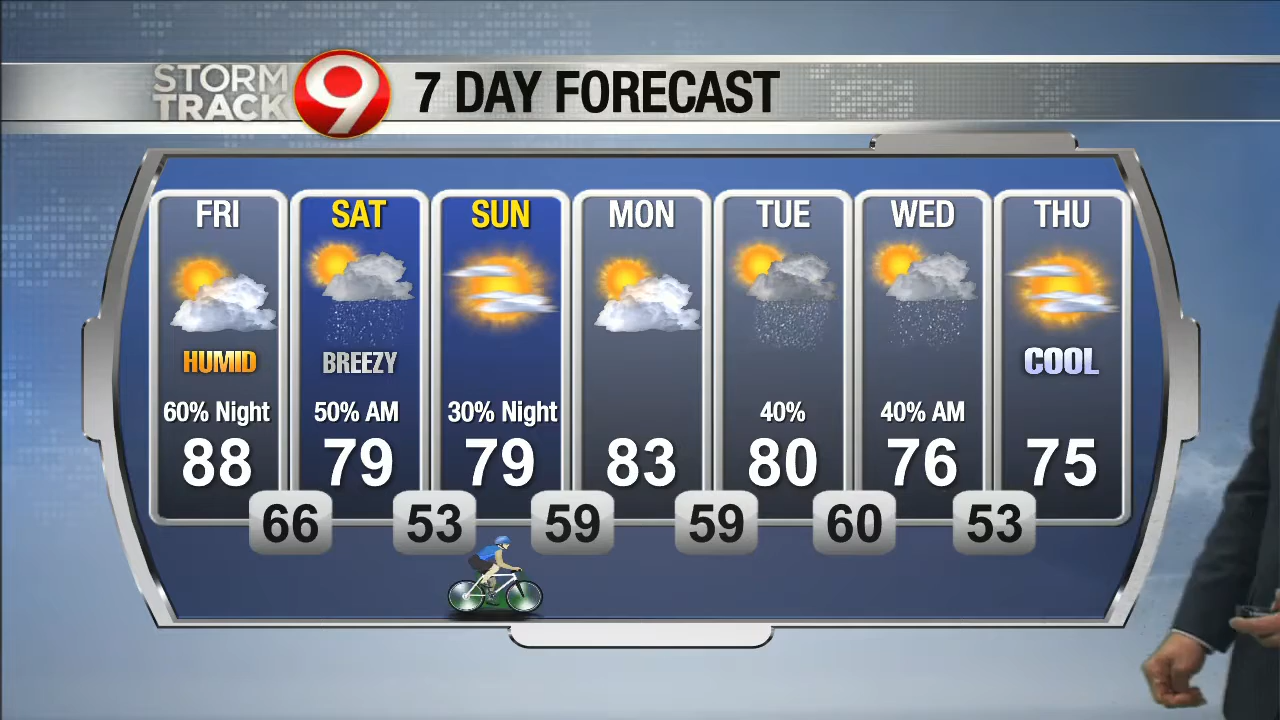 STORM
TRACK 9
7 DAY FORECAST
FRI SAT SUN MON TUE WED THU
HUMID BREEZY COOL
60% Night 50% AM 30% Night 40% 40% AM
88 79 79 83 80 76 75
66 53 59 59 60 53